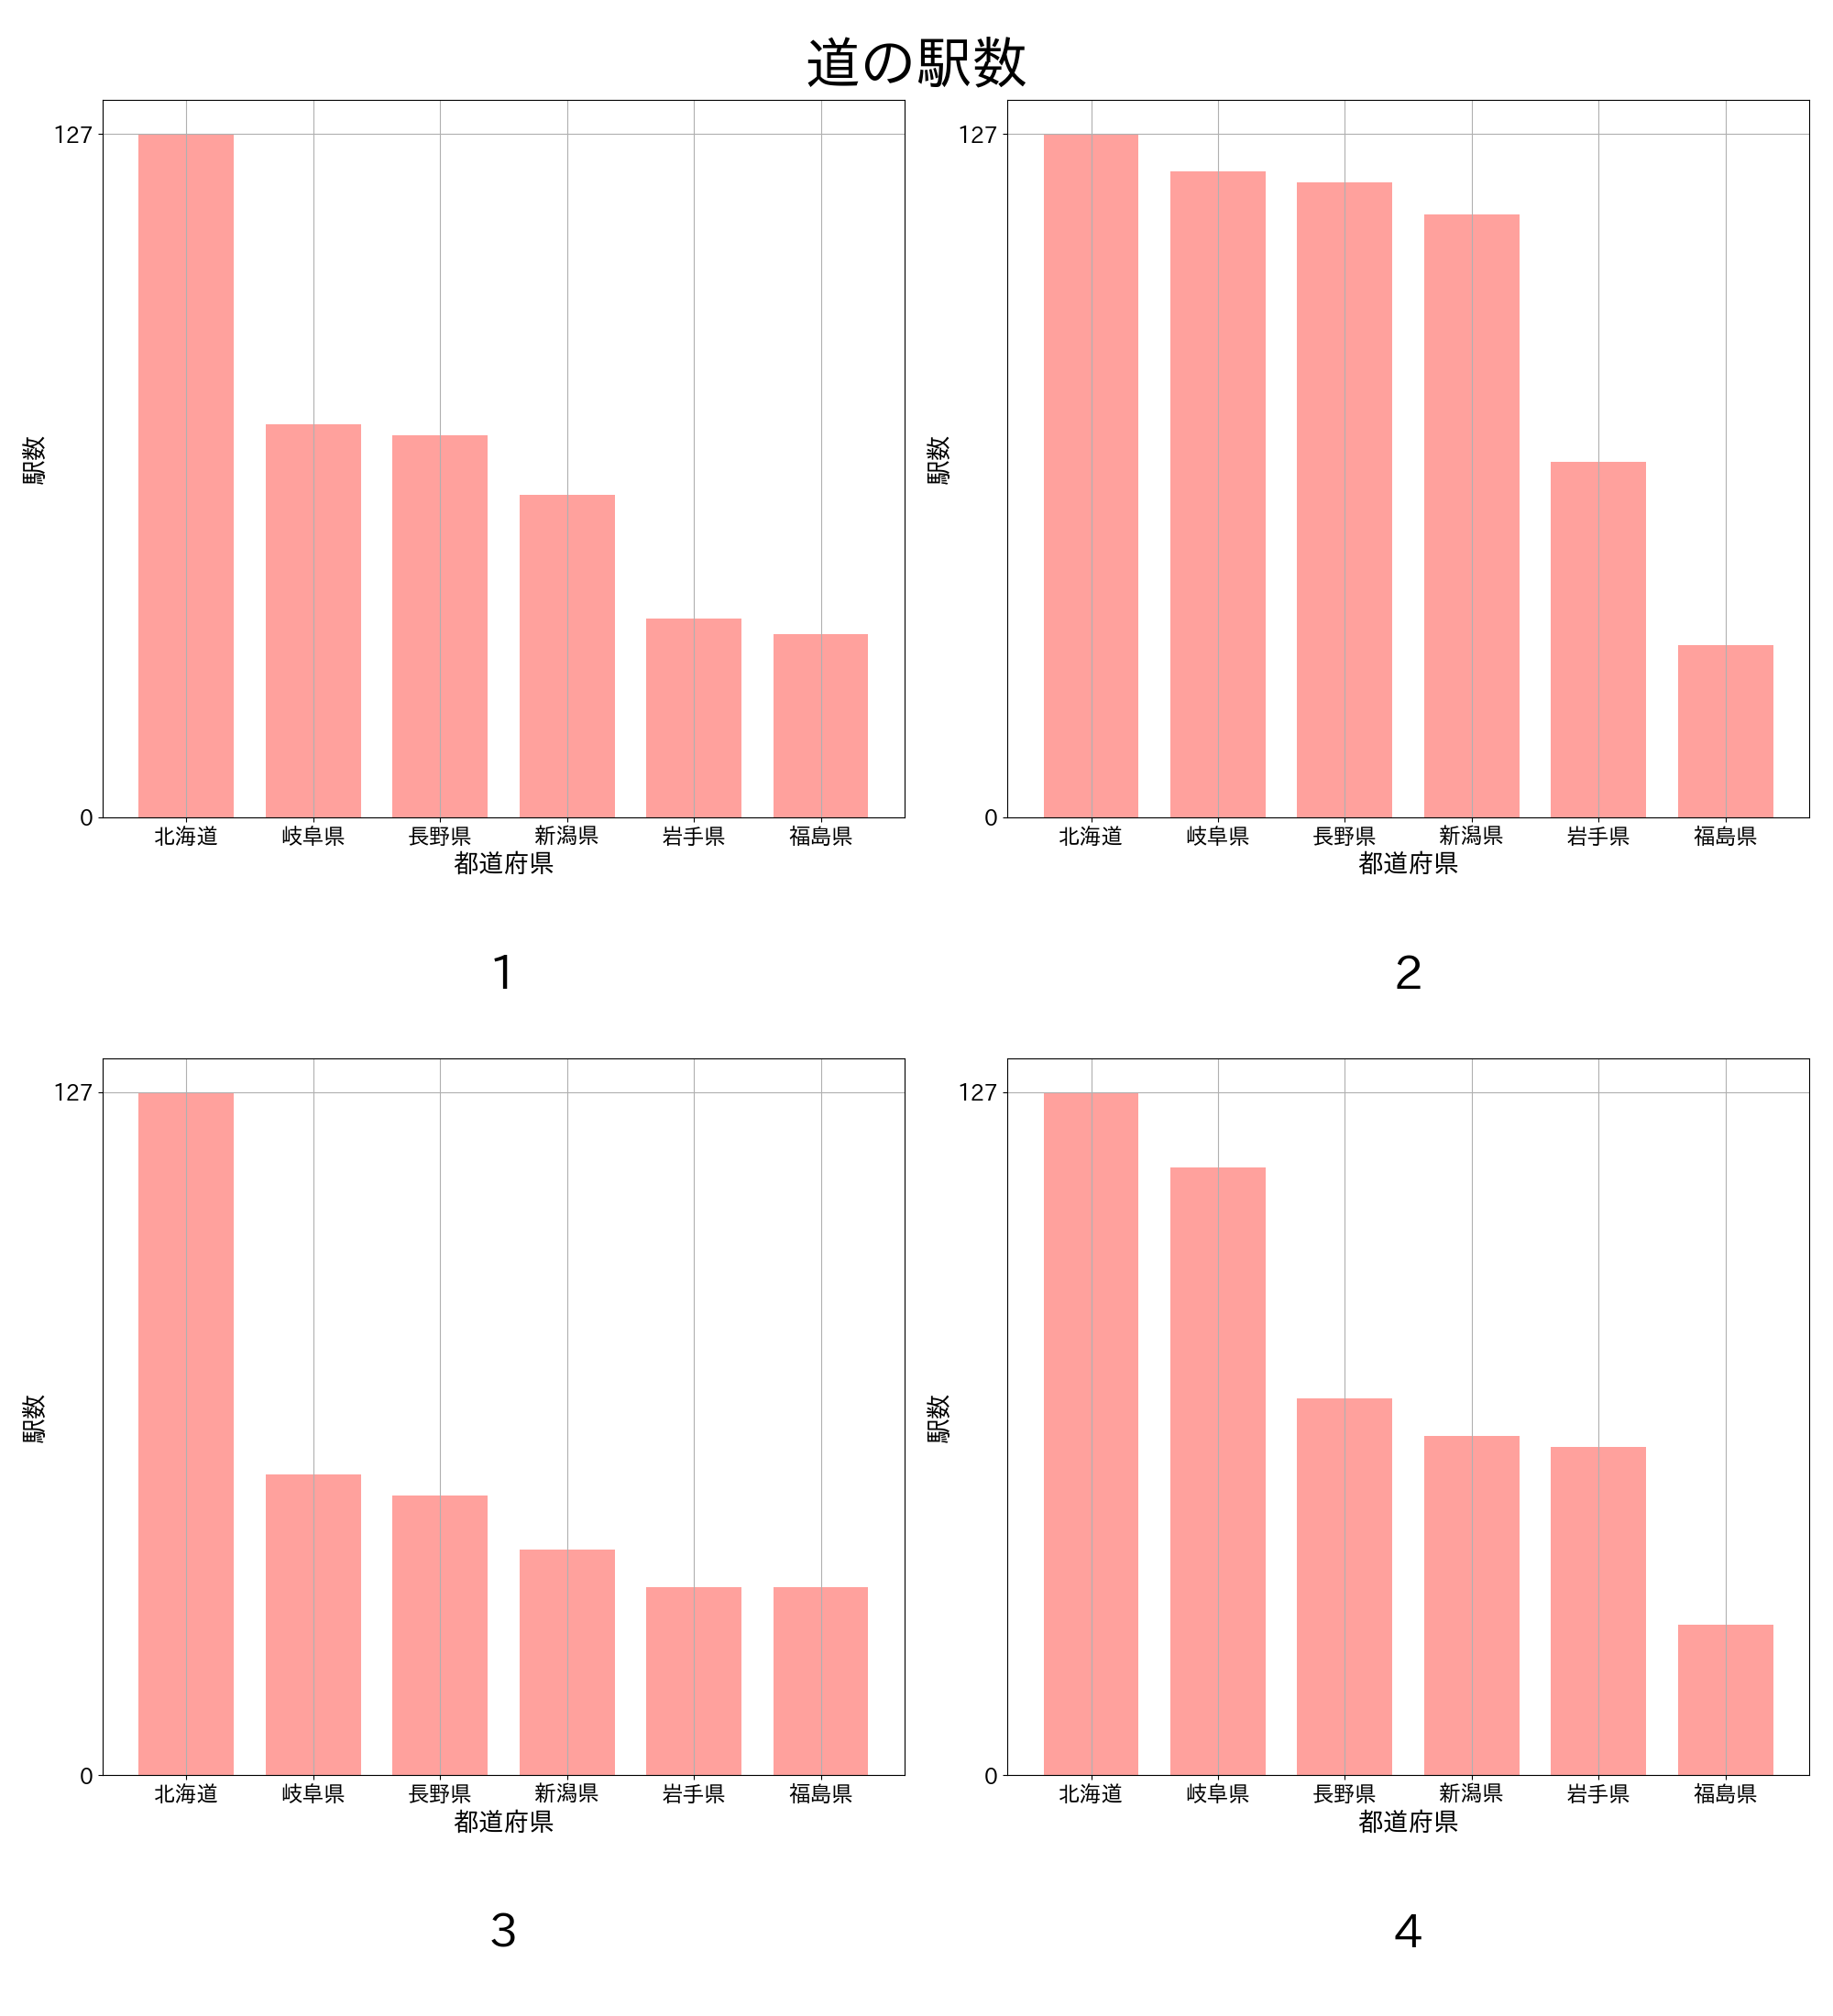 道の駅数
127
0
駅数
北海道 岐阜県 長野県 新潟県 岩手県 福島県
都道府県
1
127
0
駅数
北海道 岐阜県 長野県 新潟県 岩手県 福島県
都道府県
2
127
0
駅数
北海道 岐阜県 長野県 新潟県 岩手県 福島県
都道府県
3
127
0
駅数
北海道 岐阜県 長野県 新潟県 岩手県 福島県
都道府県
4